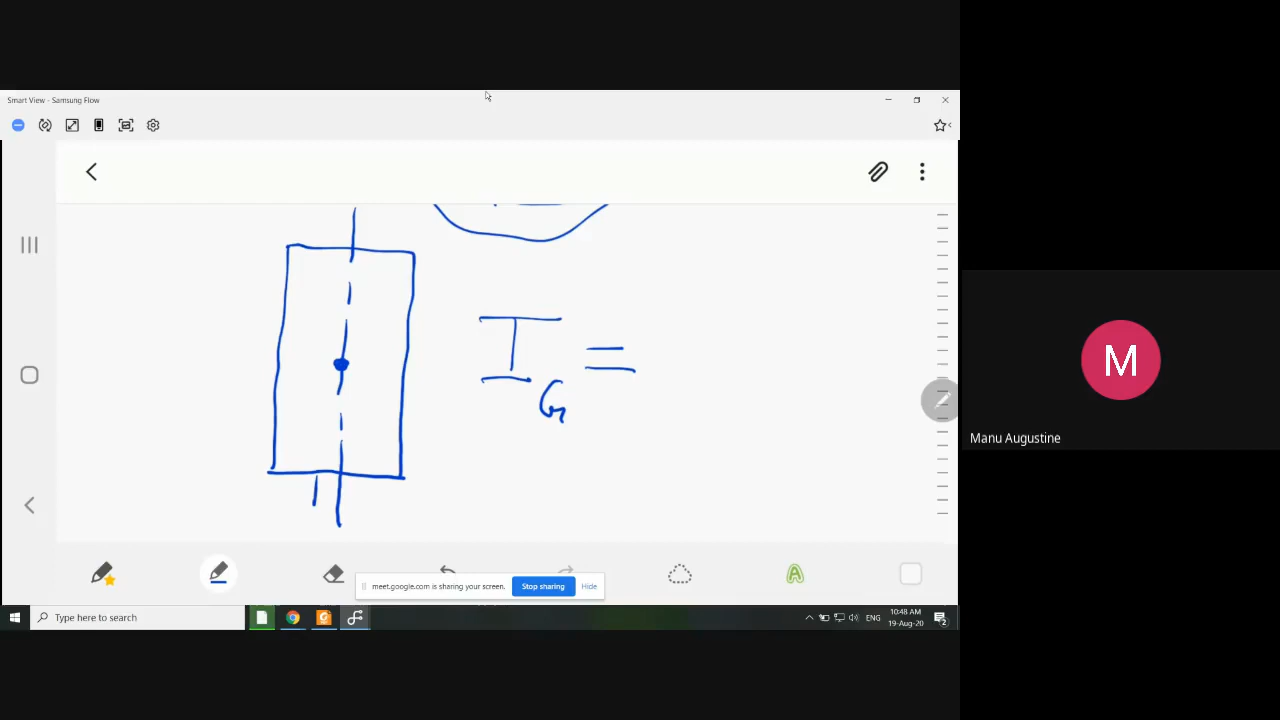 Smart View - Samsung Flow
I G =
M
Manu Augustine
A
meet.google.com is sharing your screen.
Stop sharing
Hide
Type here to search
ENG
10:48 AM
19-Aug-20
2